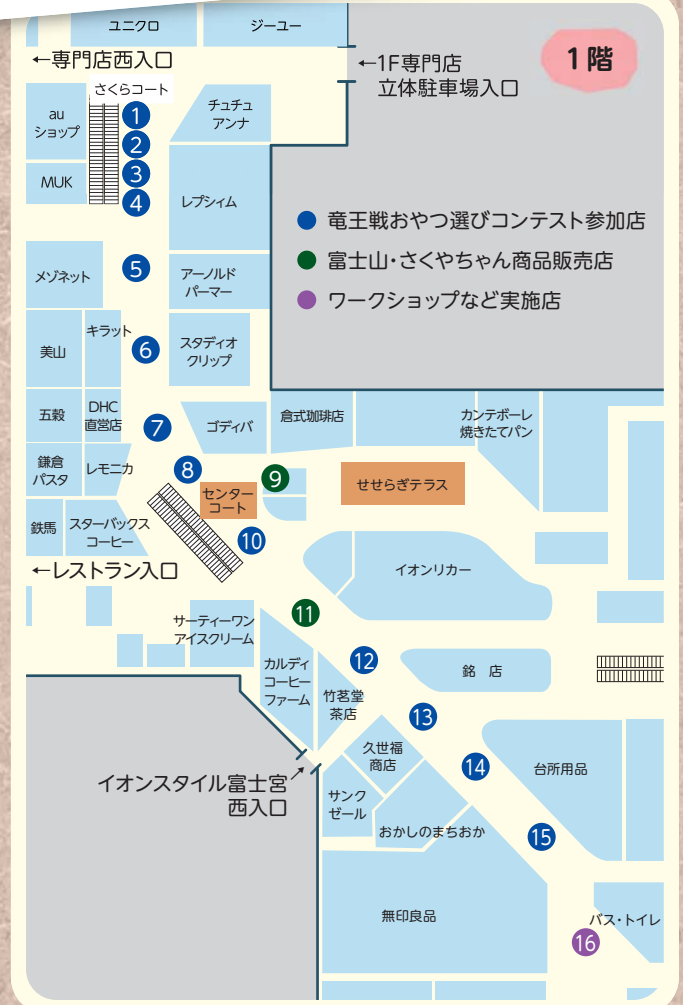 ユニクロ
ジーユー
←専門店西入口
←1F専門店
立体駐車場入口
1階
さくらコート
au
ショップ
1
2
3
4
チュチュ
アンナ
MUK
レプシィム
● 竜王戦おやつ選びコンテスト参加店
● 富士山・さくやちゃん商品販売店
● ワークショップなど実施店
メゾネット
5
アーノルド
パーマー
美山
キラット
6
スタディオ
クリップ
五穀
DHC
直営店
7
ゴディバ
倉式珈琲店
カンテボーレ
焼きたてパン
鎌倉
パスタ
レモニカ
8
センター
コート
9
せせらぎテラス
鉄馬
スターバックス
コーヒー
10
←レストラン入口
イオンリカー
サーティーワン
アイスクリーム
11
カルディ
コーヒー
ファーム
竹茗堂
茶店
12
銘 店
13
久世福
商店
14
台所用品
イオンスタイル富士宮
西入口
サンク
ゼール
おかしのまちおか
15
無印良品
バス・トイレ
16